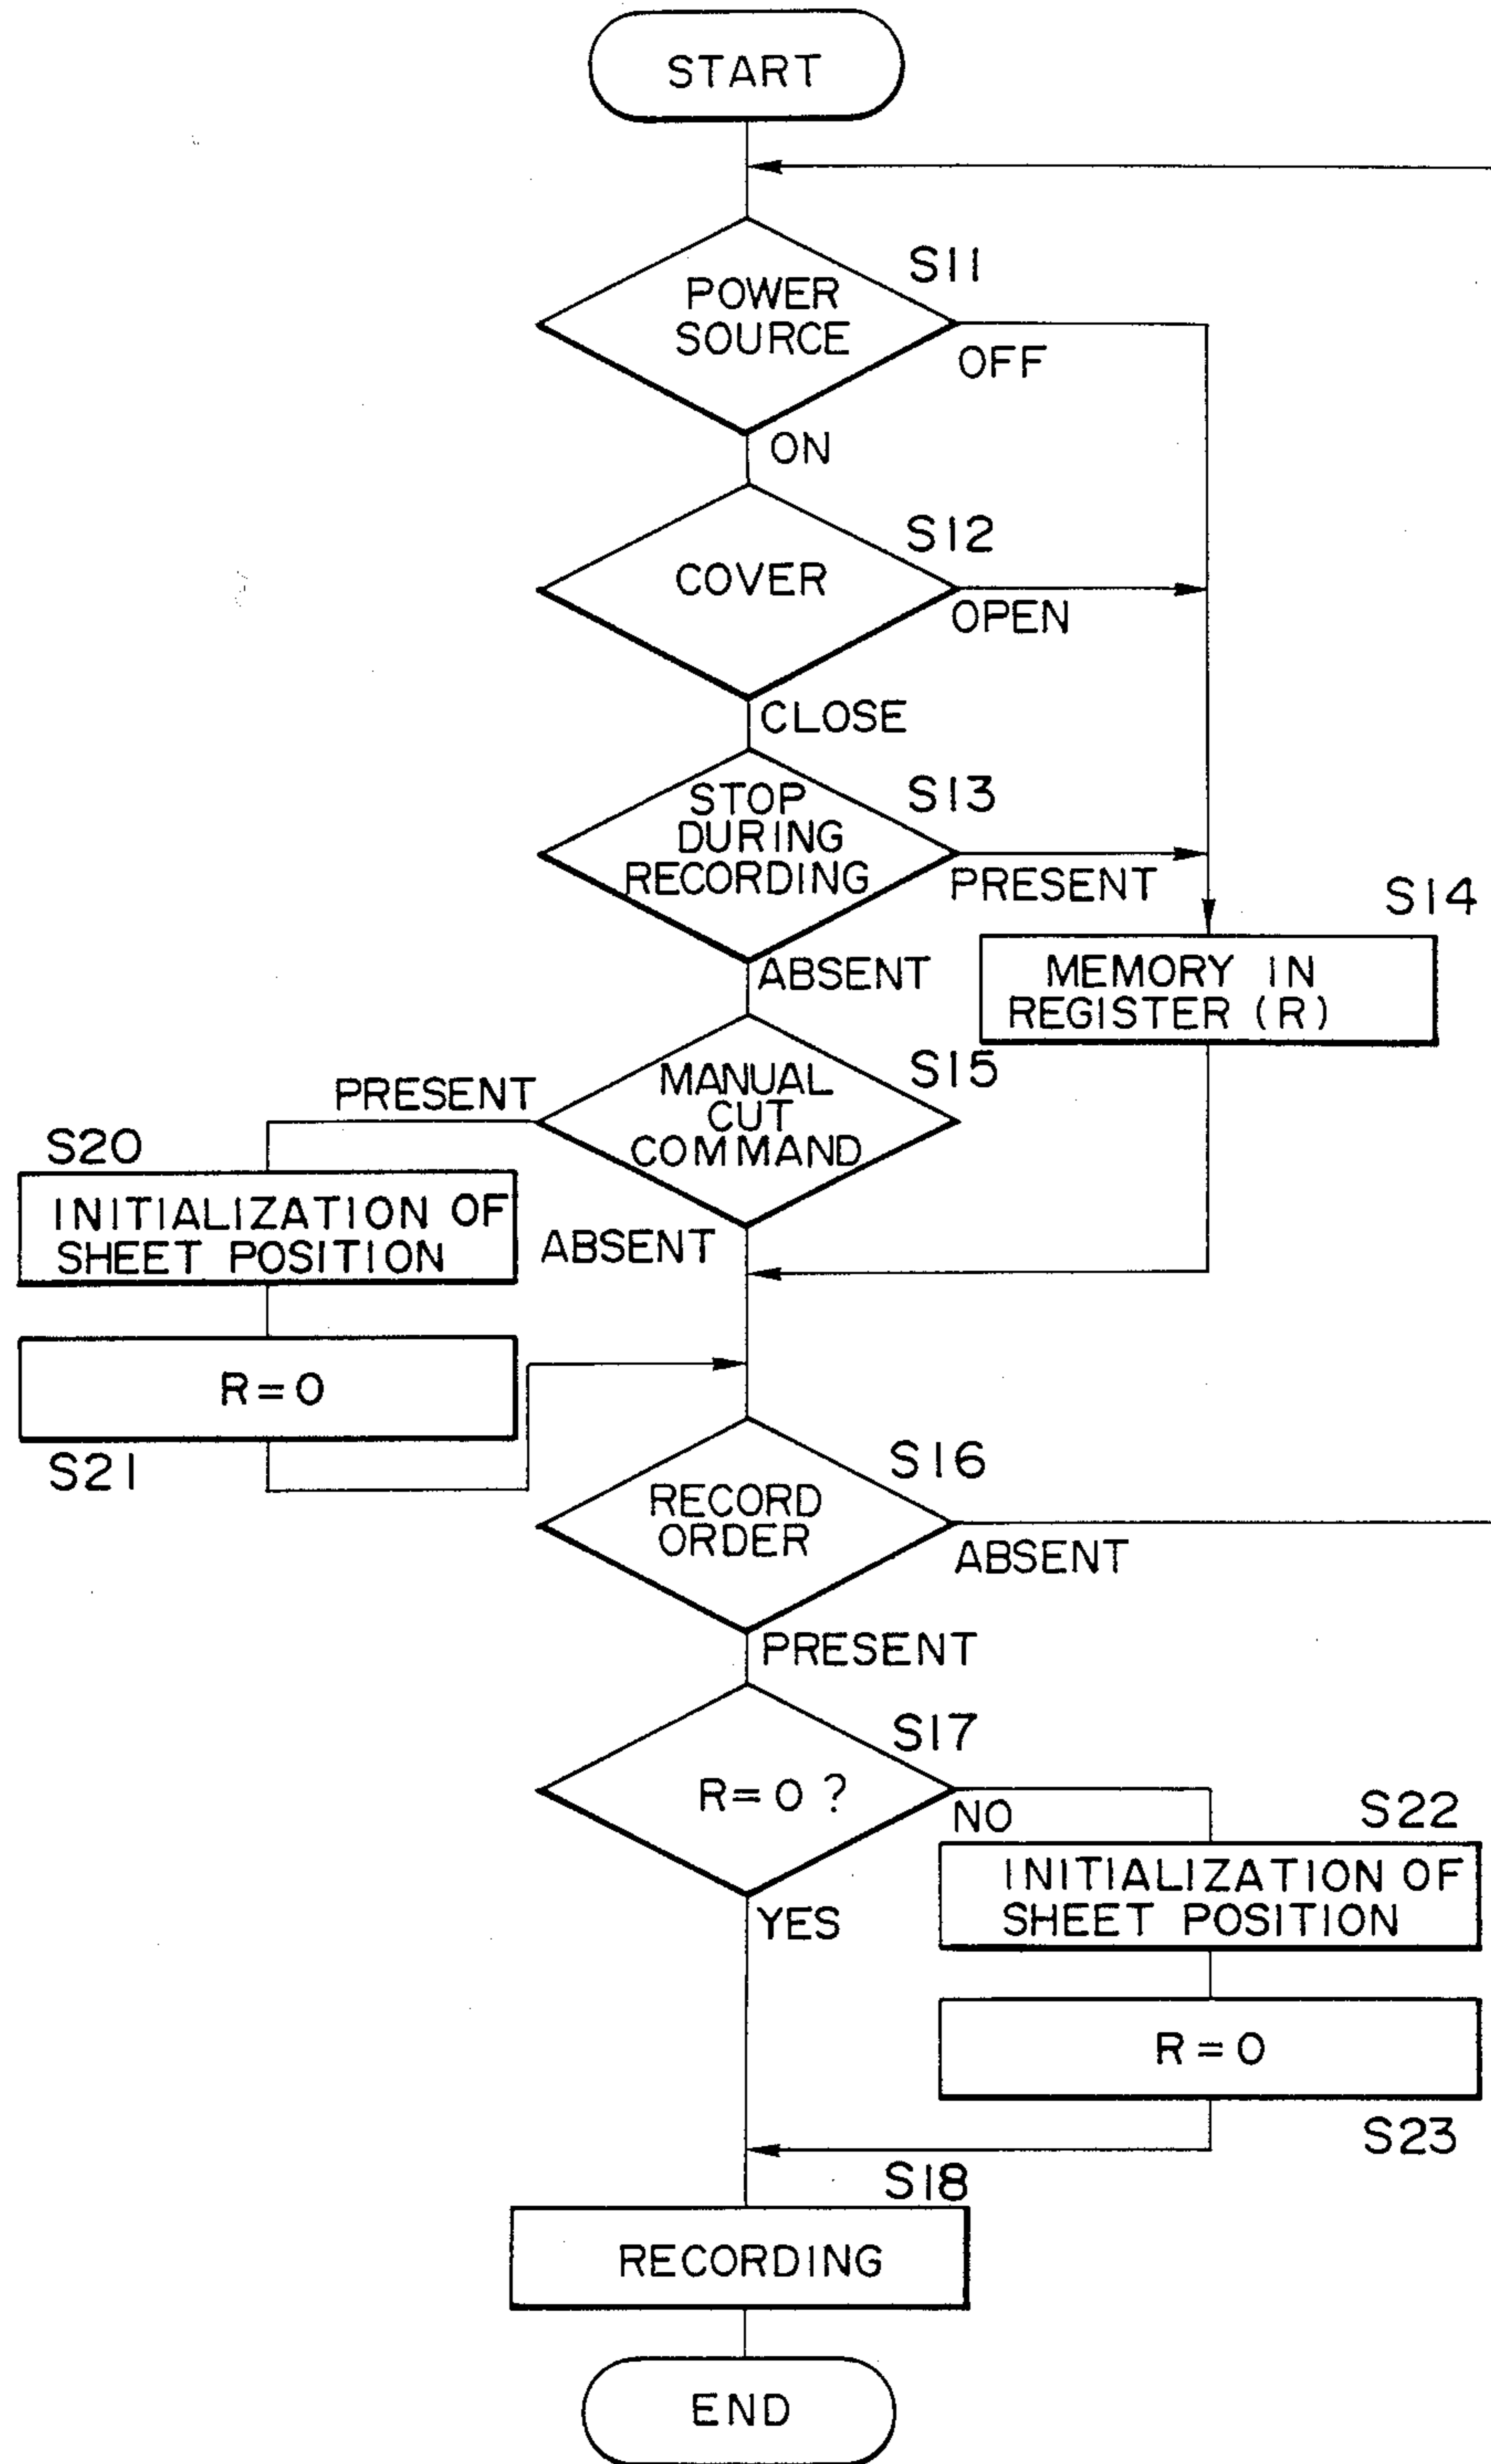 START
S11
POWER
SOURCE
OFF
ON
S12
COVER
OPEN
CLOSE
S13
STOP
DURING
RECORDING
PRESENT
S14
ABSENT
MEMORY IN
REGISTER (R)
S15
PRESENT
MANUAL
CUT
COMMAND
S20
INITIALIZATION OF
SHEET POSITION
ABSENT
R=0
S21
S16
RECORD
ORDER
ABSENT
PRESENT
S17
R=0 ?
NO
S22
INITIALIZATION OF
SHEET POSITION
YES
R=0
S23
S18
RECORDING
END